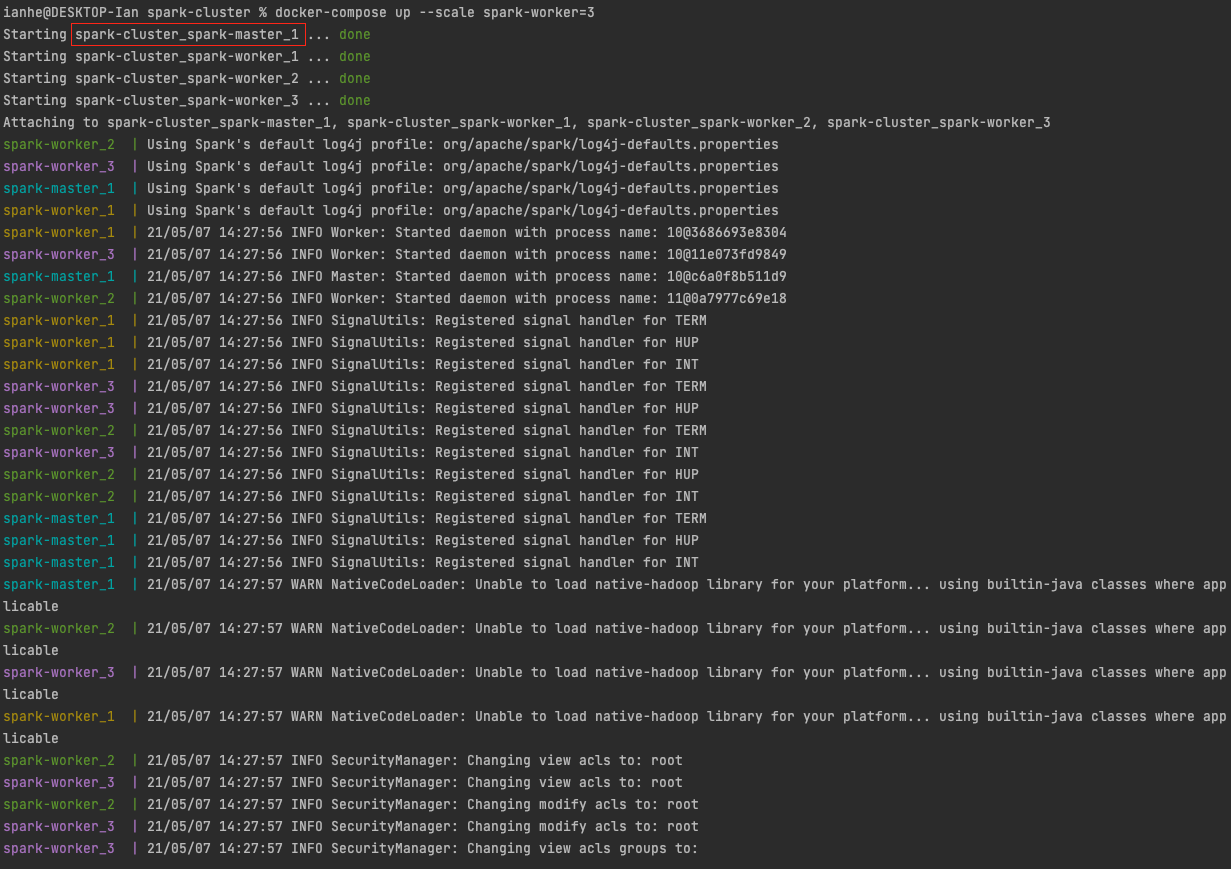 ianhe@DESKTOP-Ian spark-cluster % docker-compose up --scale spark-worker=3
Starting spark-cluster_spark-master_1 ... done
Starting spark-cluster_spark-worker_1 ... done
Starting spark-cluster_spark-worker_2 ... done
Starting spark-cluster_spark-worker_3 ... done
Attaching to spark-cluster_spark-master_1, spark-cluster_spark-worker_1, spark-cluster_spark-worker_2, spark-cluster_spark-worker_3
spark-worker_2  | Using Spark's default log4j profile: org/apache/spark/log4j-defaults.properties
spark-worker_3  | Using Spark's default log4j profile: org/apache/spark/log4j-defaults.properties
spark-master_1  | Using Spark's default log4j profile: org/apache/spark/log4j-defaults.properties
spark-worker_1  | Using Spark's default log4j profile: org/apache/spark/log4j-defaults.properties
spark-worker_1  | 21/05/07 14:27:56 INFO Worker: Started daemon with process name: 10@3686693e8304
spark-worker_3  | 21/05/07 14:27:56 INFO Worker: Started daemon with process name: 10@11e073fd9849
spark-master_1  | 21/05/07 14:27:56 INFO Master: Started daemon with process name: 10@c6a0f8b511d9
spark-worker_2  | 21/05/07 14:27:56 INFO Worker: Started daemon with process name: 11@0a7977c69e18
spark-worker_1  | 21/05/07 14:27:56 INFO SignalUtils: Registered signal handler for TERM
spark-worker_1  | 21/05/07 14:27:56 INFO SignalUtils: Registered signal handler for HUP
spark-worker_1  | 21/05/07 14:27:56 INFO SignalUtils: Registered signal handler for INT
spark-worker_3  | 21/05/07 14:27:56 INFO SignalUtils: Registered signal handler for TERM
spark-worker_3  | 21/05/07 14:27:56 INFO SignalUtils: Registered signal handler for HUP
spark-worker_2  | 21/05/07 14:27:56 INFO SignalUtils: Registered signal handler for TERM
spark-worker_3  | 21/05/07 14:27:56 INFO SignalUtils: Registered signal handler for INT
spark-worker_2  | 21/05/07 14:27:56 INFO SignalUtils: Registered signal handler for HUP
spark-worker_2  | 21/05/07 14:27:56 INFO SignalUtils: Registered signal handler for INT
spark-master_1  | 21/05/07 14:27:56 INFO SignalUtils: Registered signal handler for TERM
spark-master_1  | 21/05/07 14:27:56 INFO SignalUtils: Registered signal handler for HUP
spark-master_1  | 21/05/07 14:27:56 INFO SignalUtils: Registered signal handler for INT
spark-master_1  | 21/05/07 14:27:57 WARN NativeCodeLoader: Unable to load native-hadoop library for your platform... using builtin-java classes where app
licable
spark-worker_2  | 21/05/07 14:27:57 WARN NativeCodeLoader: Unable to load native-hadoop library for your platform... using builtin-java classes where app
licable
spark-worker_3  | 21/05/07 14:27:57 WARN NativeCodeLoader: Unable to load native-hadoop library for your platform... using builtin-java classes where app
licable
spark-worker_1  | 21/05/07 14:27:57 WARN NativeCodeLoader: Unable to load native-hadoop library for your platform... using builtin-java classes where app
licable
spark-worker_2  | 21/05/07 14:27:57 INFO SecurityManager: Changing view acls to: root
spark-worker_3  | 21/05/07 14:27:57 INFO SecurityManager: Changing view acls to: root
spark-worker_2  | 21/05/07 14:27:57 INFO SecurityManager: Changing modify acls to: root
spark-worker_3  | 21/05/07 14:27:57 INFO SecurityManager: Changing modify acls to: root
spark-worker_3  | 21/05/07 14:27:57 INFO SecurityManager: Changing view acls groups to: